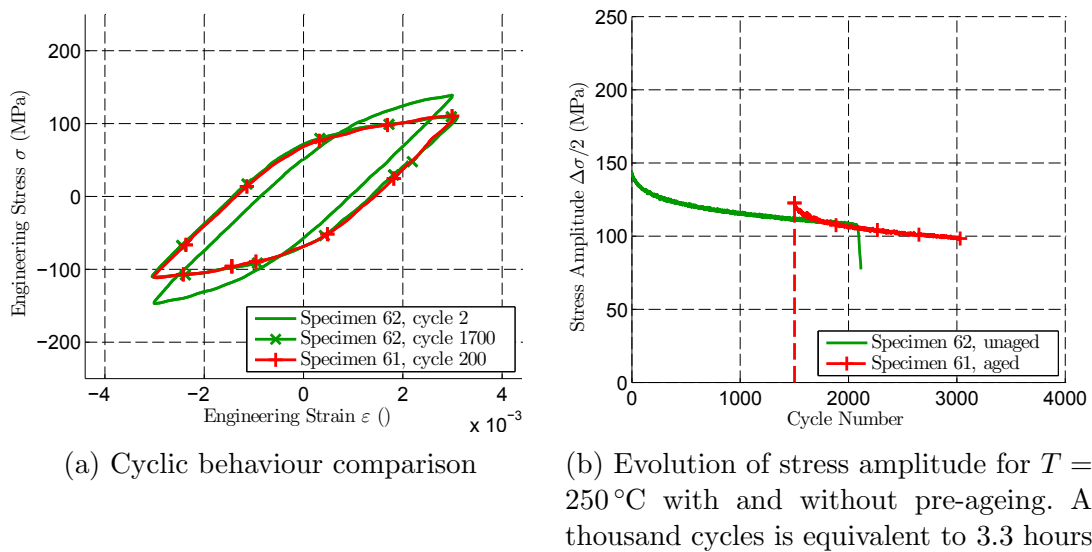 200
100
0
−100
−200
Engineering Stress σ (MPa)
Specimen 62, cycle 2
Specimen 62, cycle 1700
Specimen 61, cycle 200
−4
−2
0
2
4
Engineering Strain ε ()
x 10⁻³
(a) Cyclic behaviour comparison
250
200
150
100
50
0
Stress Amplitude Δσ/2 (MPa)
Specimen 62, unaged
Specimen 61, aged
0
1000
2000
3000
4000
Cycle Number
(b) Evolution of stress amplitude for T =
250 °C with and without pre-ageing. A
thousand cycles is equivalent to 3.3 hours